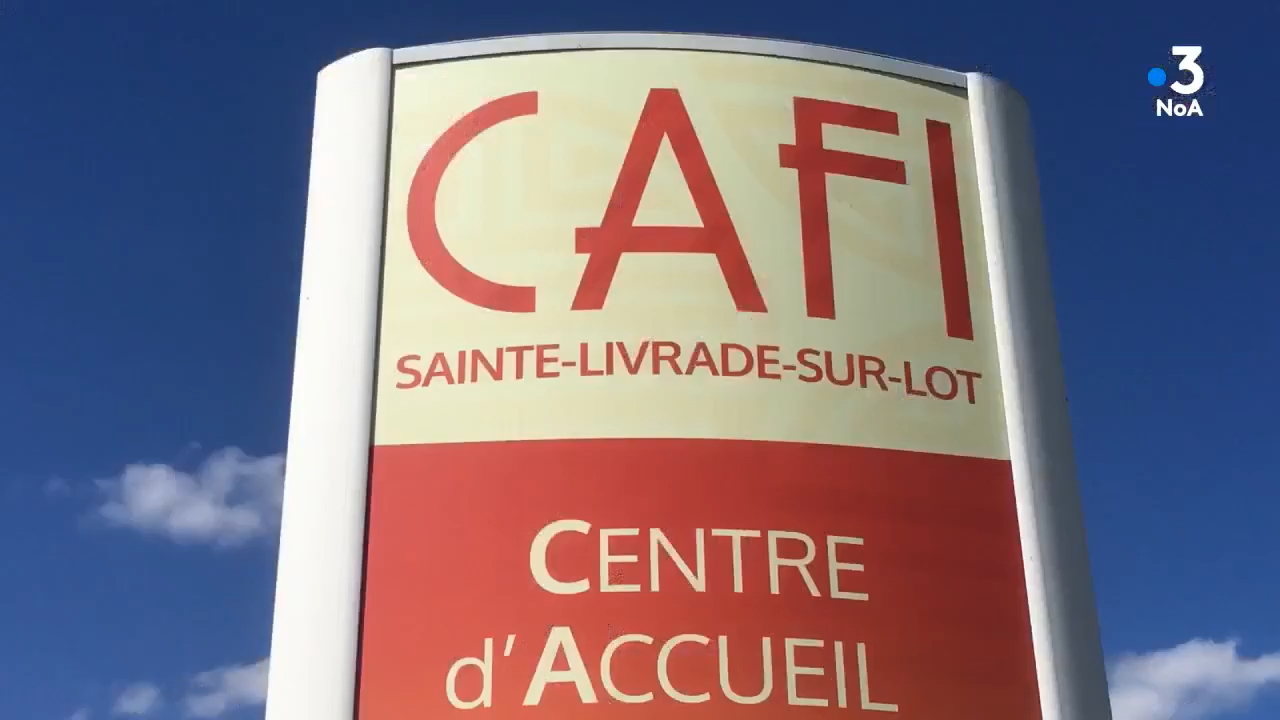 3
NoA
CAFI
SAINTE-LIVRADE-SUR-LOT
CENTRE
d'ACCUEIL